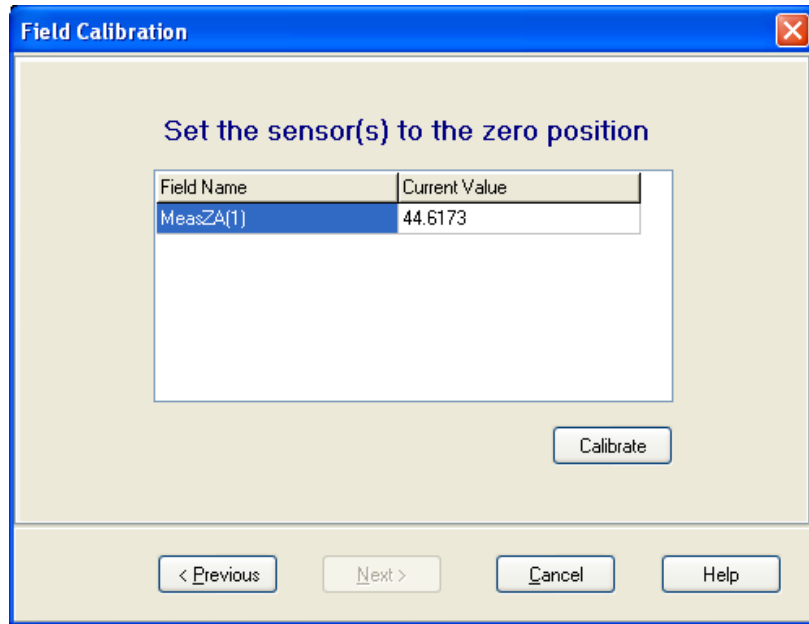 Field Calibration
Set the sensor(s) to the zero position
Field Name Current Value
MeasZA(1) 44.6173
Calibrate
< Previous Next > Cancel Help